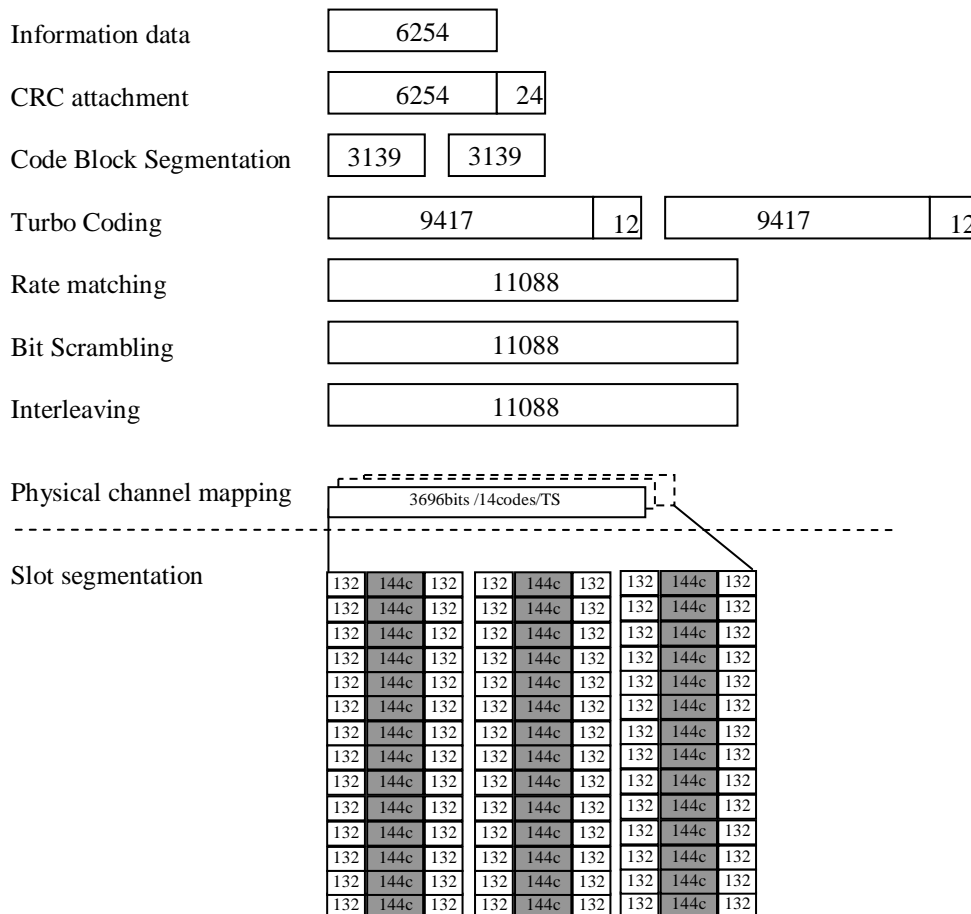 Information data 6254
CRC attachment 6254 24
Code Block Segmentation 3139 3139
Turbo Coding 9417 12 9417 12
Rate matching 11088
Bit Scrambling 11088
Interleaving 11088
Physical channel mapping 3696bits /14codes/TS
Slot segmentation
132 144c 132 132 144c 132 132 144c 132
132 144c 132 132 144c 132 132 144c 132
132 144c 132 132 144c 132 132 144c 132
132 144c 132 132 144c 132 132 144c 132
132 144c 132 132 144c 132 132 144c 132
132 144c 132 132 144c 132 132 144c 132
132 144c 132 132 144c 132 132 144c 132
132 144c 132 132 144c 132 132 144c 132
132 144c 132 132 144c 132 132 144c 132
132 144c 132 132 144c 132 132 144c 132
132 144c 132 132 144c 132 132 144c 132
132 144c 132 132 144c 132 132 144c 132
132 144c 132 132 144c 132 132 144c 132
132 144c 132 132 144c 132 132 144c 132